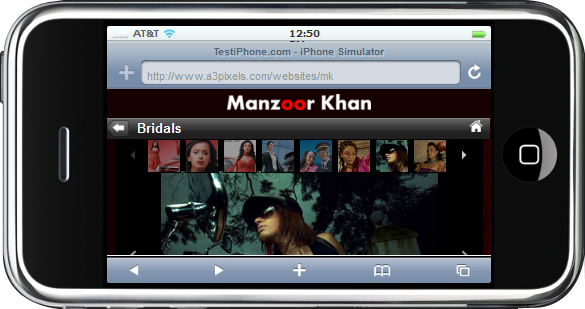 AT&T 12:50
TestiPhone.com - iPhone Simulator
http://www.a3pixels.com/websites/mk
Manzoor Khan
Bridals